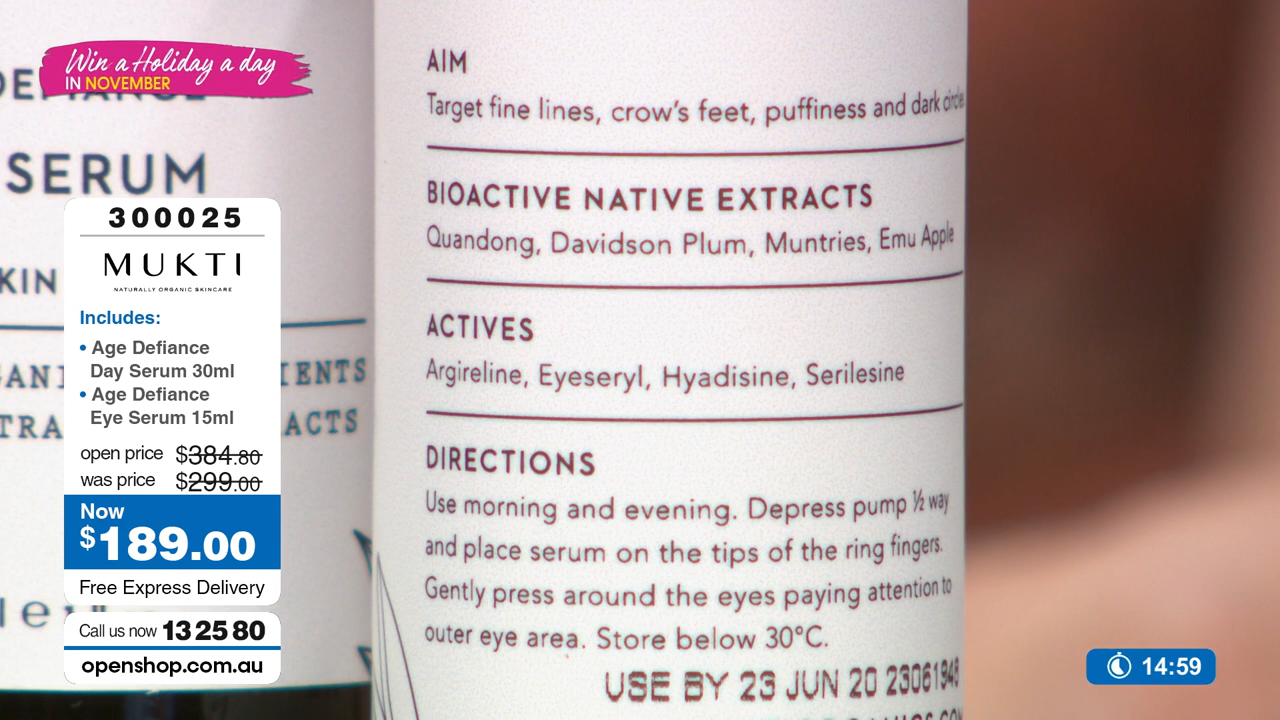 Win a Holiday a day
IN NOVEMBER
SERUM
300025
MUKTI
NATURALLY ORGANIC SKINCARE
Includes:
• Age Defiance
Day Serum 30ml
• Age Defiance
Eye Serum 15ml
open price $384.80
was price $299.00
Now
$189.00
Free Express Delivery
Call us now 13 25 80
openshop.com.au
AIM
Target fine lines, crow's feet, puffiness and dark circles
BIOACTIVE NATIVE EXTRACTS
Quandong, Davidson Plum, Muntries, Emu Apple
ACTIVES
Argireline, Eyeseryl, Hyadisine, Serilesine
DIRECTIONS
Use morning and evening. Depress pump ½ way
and place serum on the tips of the ring fingers.
Gently press around the eyes paying attention to
outer eye area. Store below 30°C.
USE BY 23 JUN 20 23061948
14:59